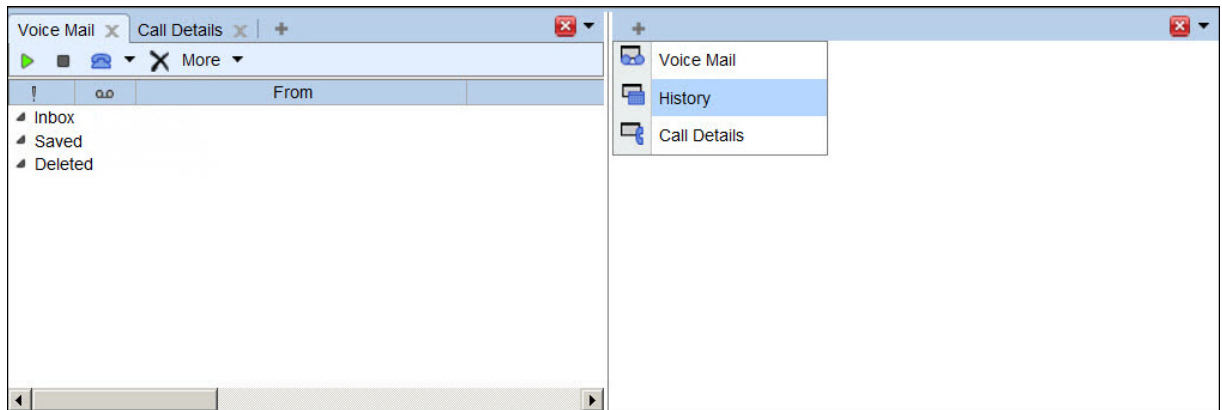 Voice Mail Call Details
More
! From
Inbox
Saved
Deleted
Voice Mail
History
Call Details